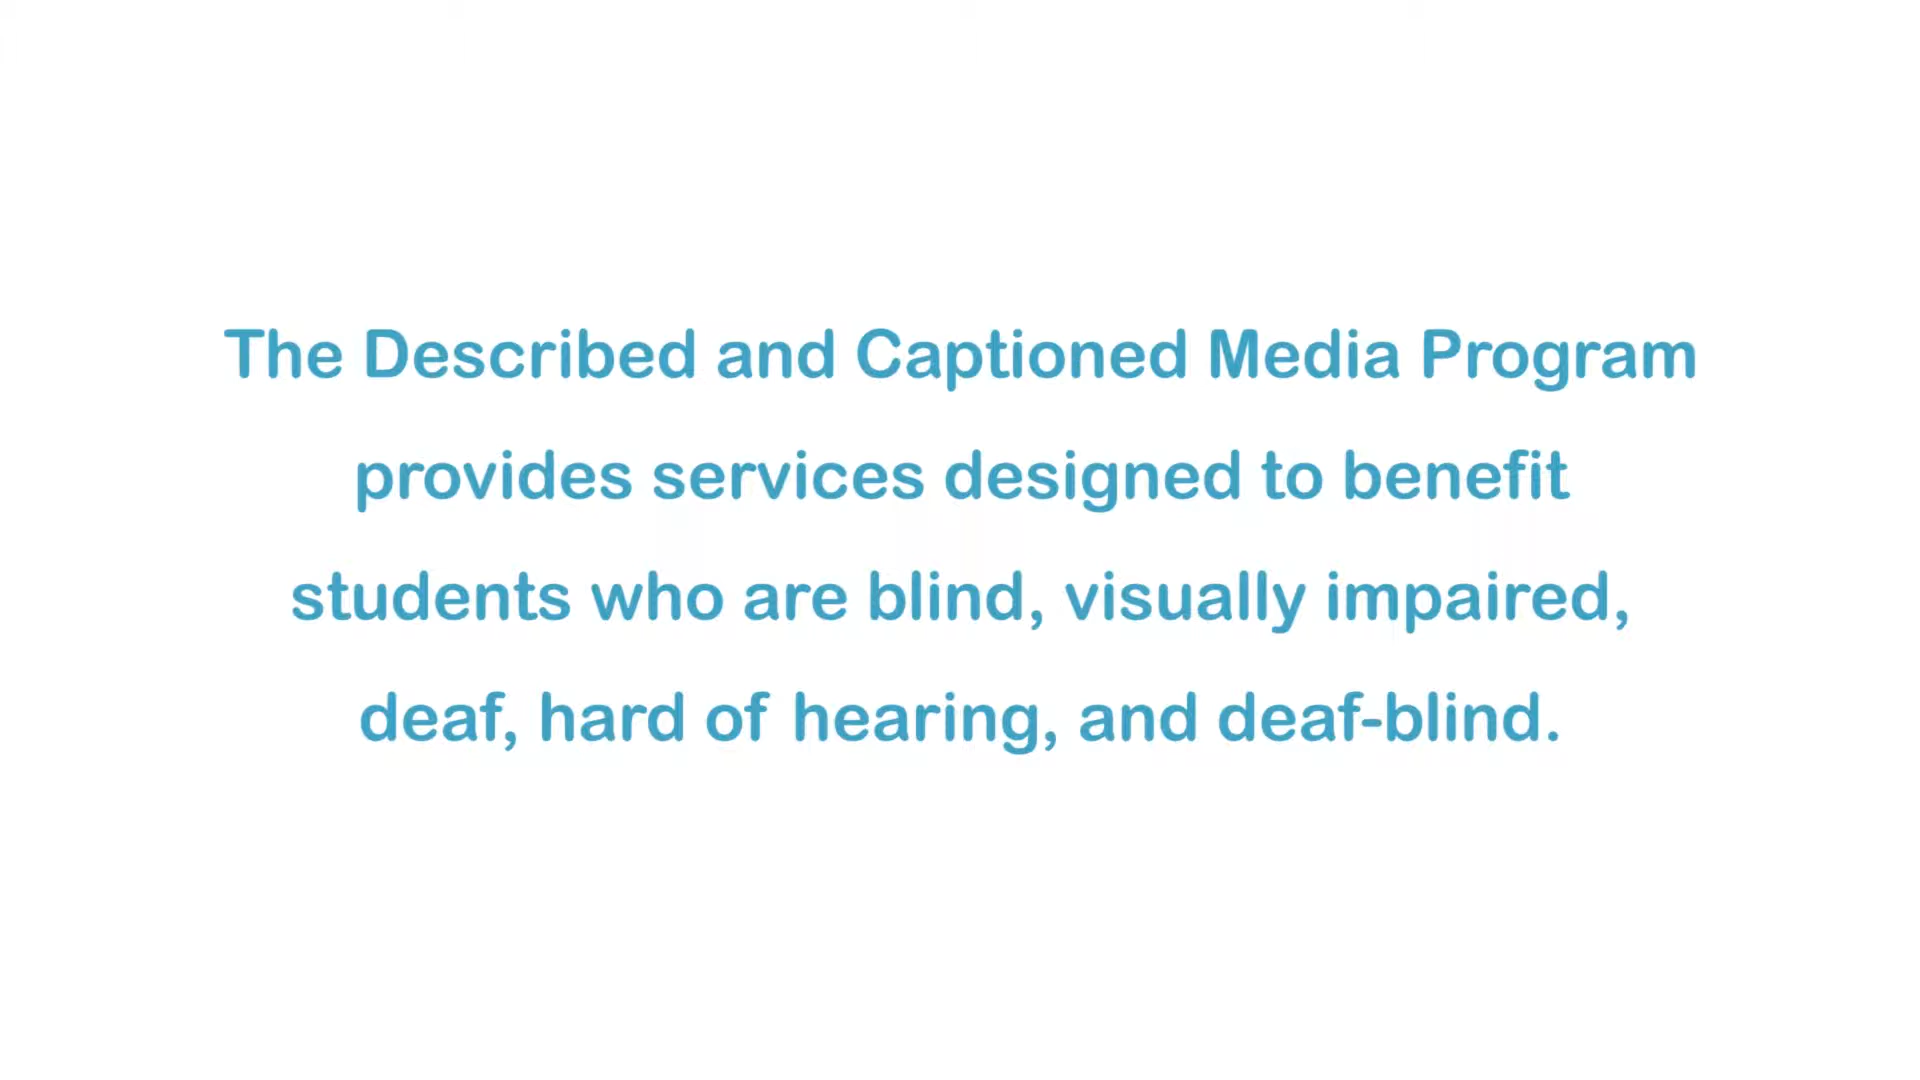 The Described and Captioned Media Program
provides services designed to benefit
students who are blind, visually impaired,
deaf, hard of hearing, and deaf-blind.